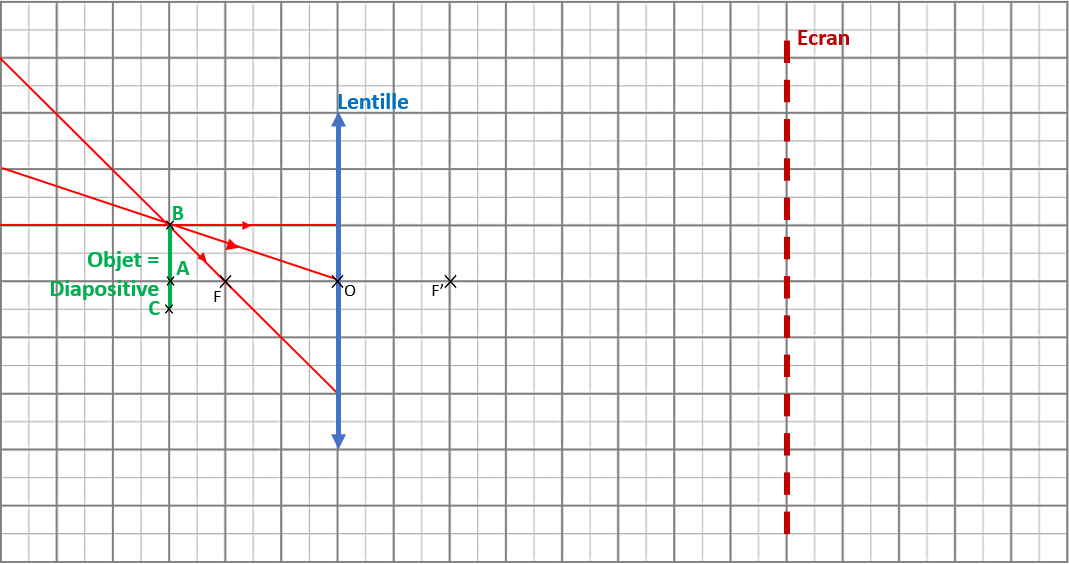 Ecran
Lentille
B
Objet =
A
Diapositive
C
F
O
F’